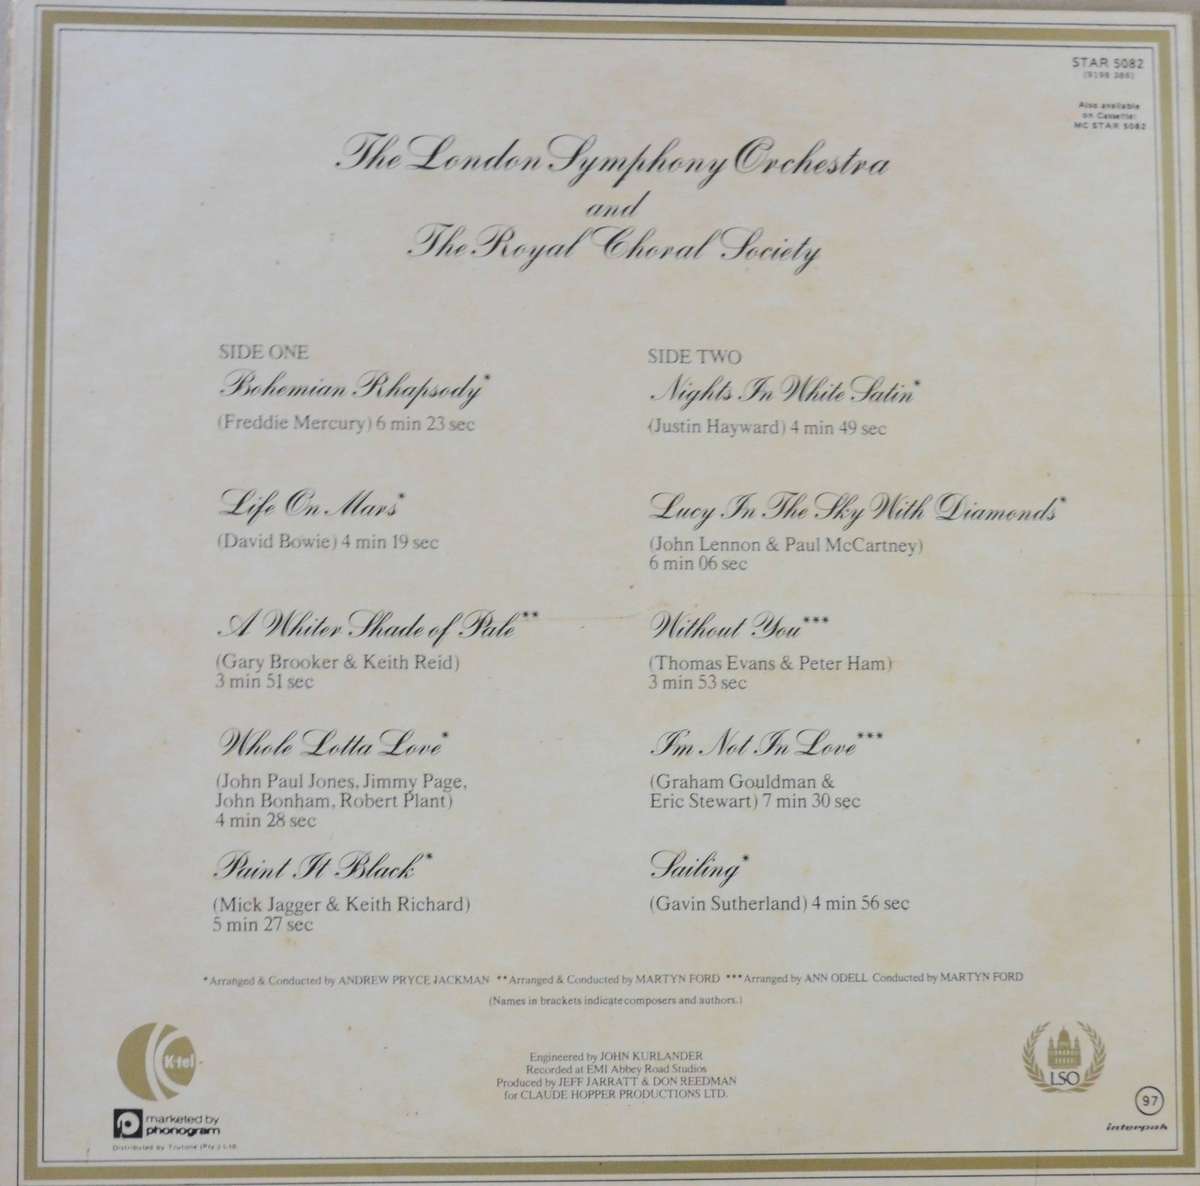 STAR 5082
(9198 386)
Also available
on Cassette:
MC STAR 5082
The London Symphony Orchestra
and
The Royal Choral Society
SIDE ONE
Bohemian Rhapsody*
(Freddie Mercury) 6 min 23 sec
Life On Mars*
(David Bowie) 4 min 19 sec
A Whiter Shade of Pale**
(Gary Brooker & Keith Reid)
3 min 51 sec
Whole Lotta Love*
(John Paul Jones, Jimmy Page,
John Bonham, Robert Plant)
4 min 28 sec
Paint It Black*
(Mick Jagger & Keith Richard)
5 min 27 sec
SIDE TWO
Nights In White Satin*
(Justin Hayward) 4 min 49 sec
Lucy In The Sky With Diamonds*
(John Lennon & Paul McCartney)
6 min 06 sec
Without You***
(Thomas Evans & Peter Ham)
3 min 53 sec
I'm Not In Love***
(Graham Gouldman &
Eric Stewart) 7 min 30 sec
Sailing*
(Gavin Sutherland) 4 min 56 sec
*Arranged & Conducted by ANDREW PRYCE JACKMAN **Arranged & Conducted by MARTYN FORD ***Arranged by ANN ODELL Conducted by MARTYN FORD
(Names in brackets indicate composers and authors.)
Engineered by JOHN KURLANDER
Recorded at EMI Abbey Road Studios
Produced by JEFF JARRATT & DON REEDMAN
for CLAUDE HOPPER PRODUCTIONS LTD.
K-tel
marketed by
phonogram
Distributed by Trutone (Pty.) Ltd.
LSO
97
interpak